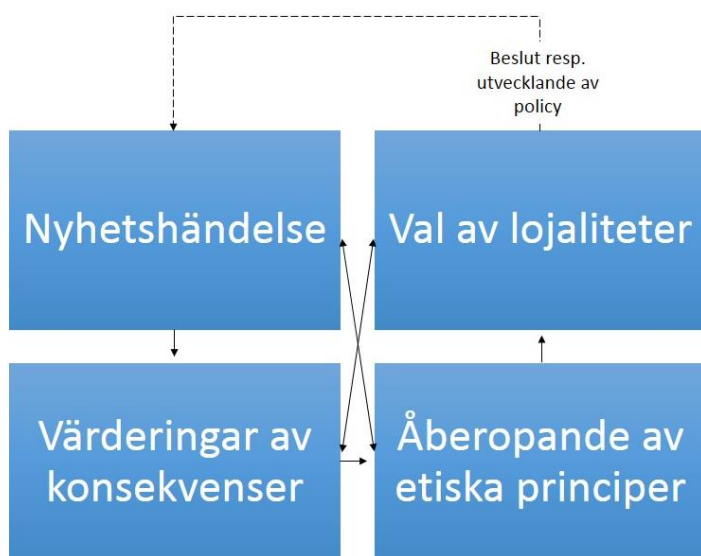 Beslut resp.
utvecklande av
policy
Nyhetshändelse
Val av lojaliteter
Värderingar av
konsekvenser
Åberopande av
etiska principer